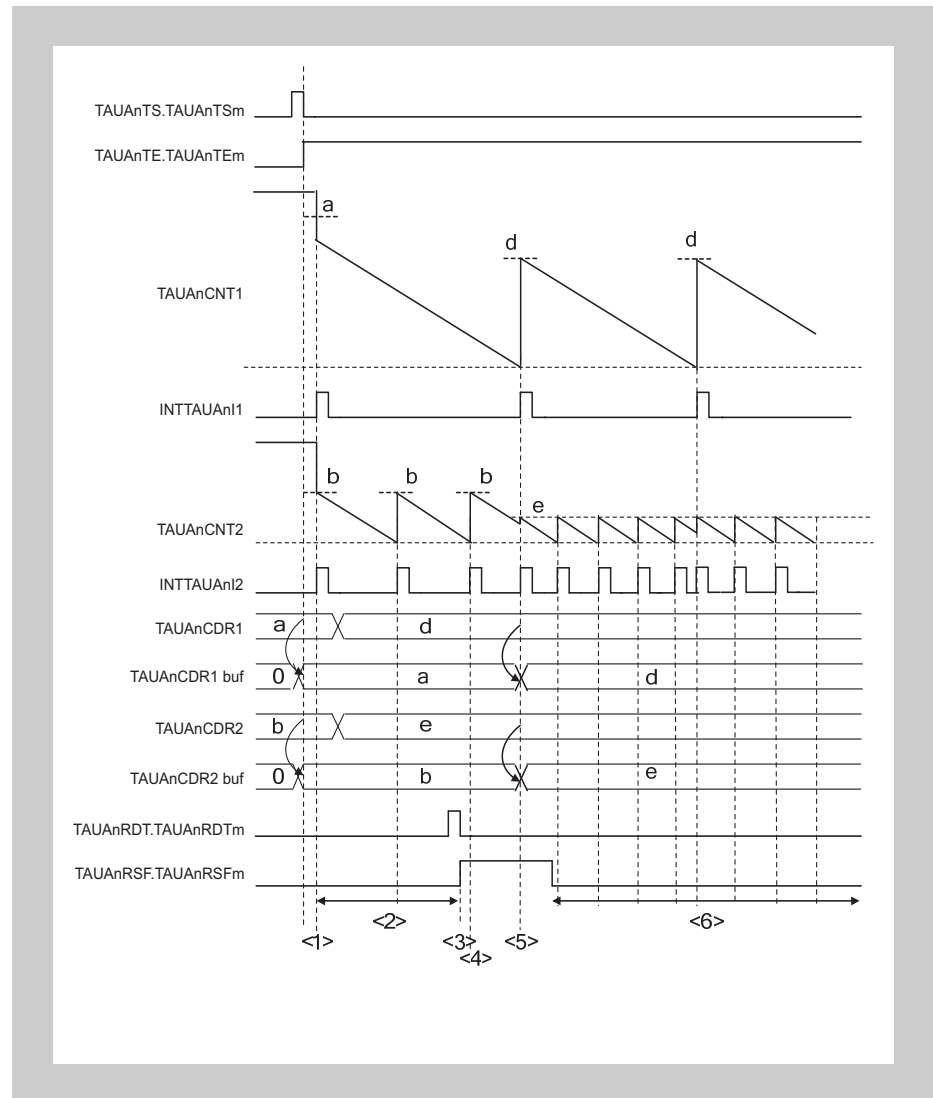 TAUAnTS.TAUAnTSm
TAUAnTE.TAUAnTEm
a
d
d
TAUAnCNT1
INTTAUAnI1
b
b
b
e
TAUAnCNT2
INTTAUAnI2
TAUAnCDR1
a
d
TAUAnCDR1 buf
0
a
d
TAUAnCDR2
b
e
TAUAnCDR2 buf
0
b
e
TAUAnRDT.TAUAnRDTm
TAUAnRSF.TAUAnRSFm
<2>
<6>
<1>
<3>
<5>
<4>